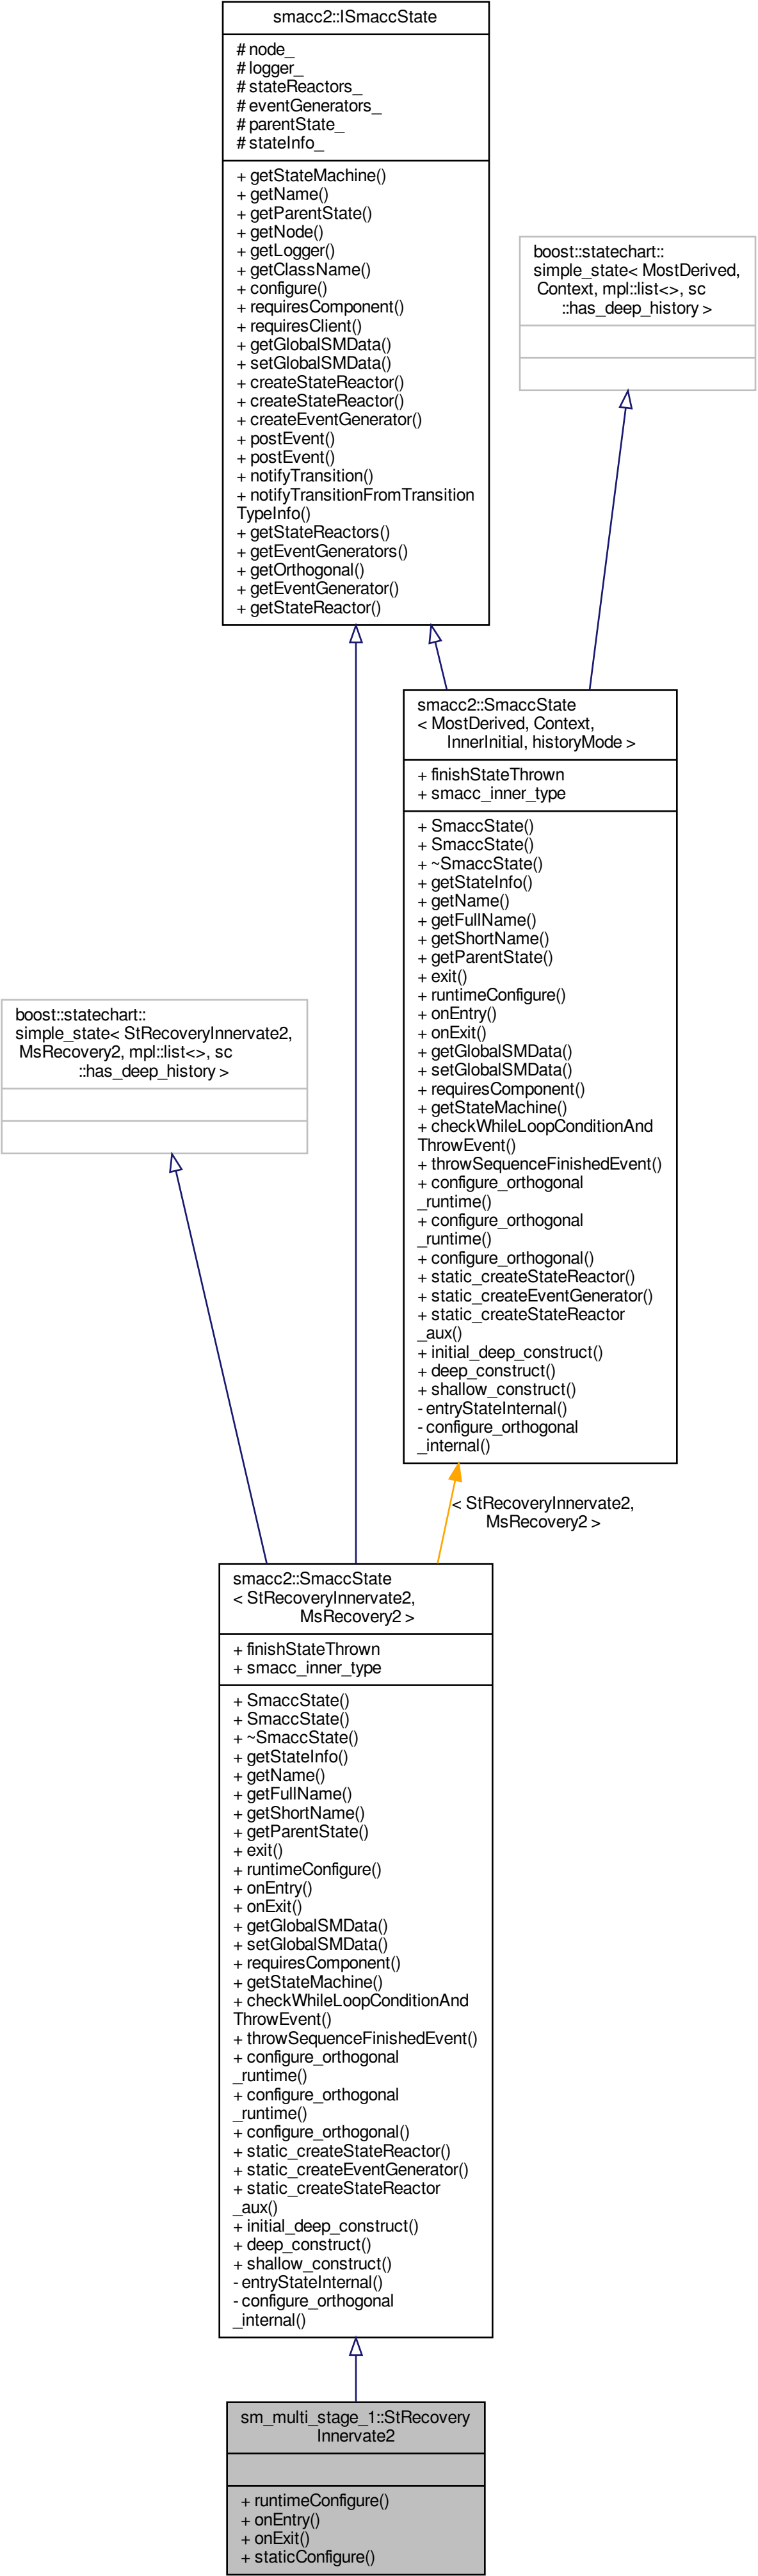 smacc2::ISmaccState
# node_
# logger_
# stateReactors_
# eventGenerators_
# parentState_
# stateInfo_
+ getStateMachine()
+ getName()
+ getParentState()
+ getNode()
+ getLogger()
+ getClassName()
+ configure()
+ requiresComponent()
+ requiresClient()
+ getGlobalSMData()
+ setGlobalSMData()
+ createStateReactor()
+ createStateReactor()
+ createEventGenerator()
+ postEvent()
+ postEvent()
+ notifyTransition()
+ notifyTransitionFromTransition
TypeInfo()
+ getStateReactors()
+ getEventGenerators()
+ getOrthogonal()
+ getEventGenerator()
+ getStateReactor()
boost::statechart::
simple_state< MostDerived,
Context, mpl::list<>, sc
::has_deep_history >
smacc2::SmaccState
< MostDerived, Context,
InnerInitial, historyMode >
+ finishStateThrown
+ smacc_inner_type
+ SmaccState()
+ SmaccState()
+ ~SmaccState()
+ getStateInfo()
+ getName()
+ getFullName()
+ getShortName()
+ getParentState()
+ exit()
+ runtimeConfigure()
+ onEntry()
+ onExit()
+ getGlobalSMData()
+ setGlobalSMData()
+ requiresComponent()
+ getStateMachine()
+ checkWhileLoopConditionAnd
ThrowEvent()
+ throwSequenceFinishedEvent()
+ configure_orthogonal
_runtime()
+ configure_orthogonal
_runtime()
+ configure_orthogonal()
+ static_createStateReactor()
+ static_createEventGenerator()
+ static_createStateReactor
_aux()
+ initial_deep_construct()
+ deep_construct()
+ shallow_construct()
- entryStateInternal()
- configure_orthogonal
_internal()
boost::statechart::
simple_state< StRecoveryInnervate2,
MsRecovery2, mpl::list<>, sc
::has_deep_history >
< StRecoveryInnervate2,
MsRecovery2 >
smacc2::SmaccState
< StRecoveryInnervate2,
MsRecovery2 >
+ finishStateThrown
+ smacc_inner_type
+ SmaccState()
+ SmaccState()
+ ~SmaccState()
+ getStateInfo()
+ getName()
+ getFullName()
+ getShortName()
+ getParentState()
+ exit()
+ runtimeConfigure()
+ onEntry()
+ onExit()
+ getGlobalSMData()
+ setGlobalSMData()
+ requiresComponent()
+ getStateMachine()
+ checkWhileLoopConditionAnd
ThrowEvent()
+ throwSequenceFinishedEvent()
+ configure_orthogonal
_runtime()
+ configure_orthogonal
_runtime()
+ configure_orthogonal()
+ static_createStateReactor()
+ static_createEventGenerator()
+ static_createStateReactor
_aux()
+ initial_deep_construct()
+ deep_construct()
+ shallow_construct()
- entryStateInternal()
- configure_orthogonal
_internal()
sm_multi_stage_1::StRecovery
Innervate2
+ runtimeConfigure()
+ onEntry()
+ onExit()
+ staticConfigure()